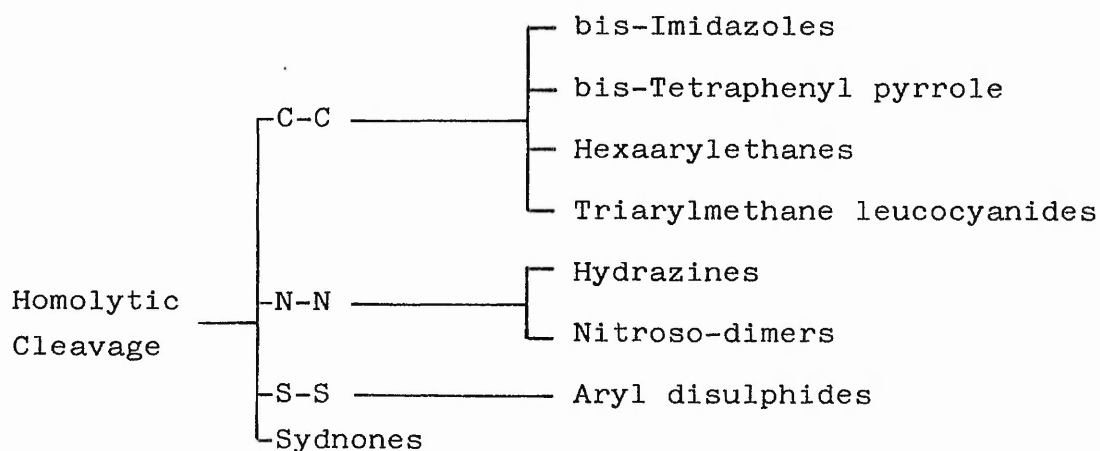 bis-Imidazoles
bis-Tetraphenyl pyrrole
C-C
Hexaarylethanes
Triarylmethane leucocyanides
Hydrazines
Homolytic
Cleavage
N-N
Nitroso-dimers
S-S
Aryl disulphides
Sydnones